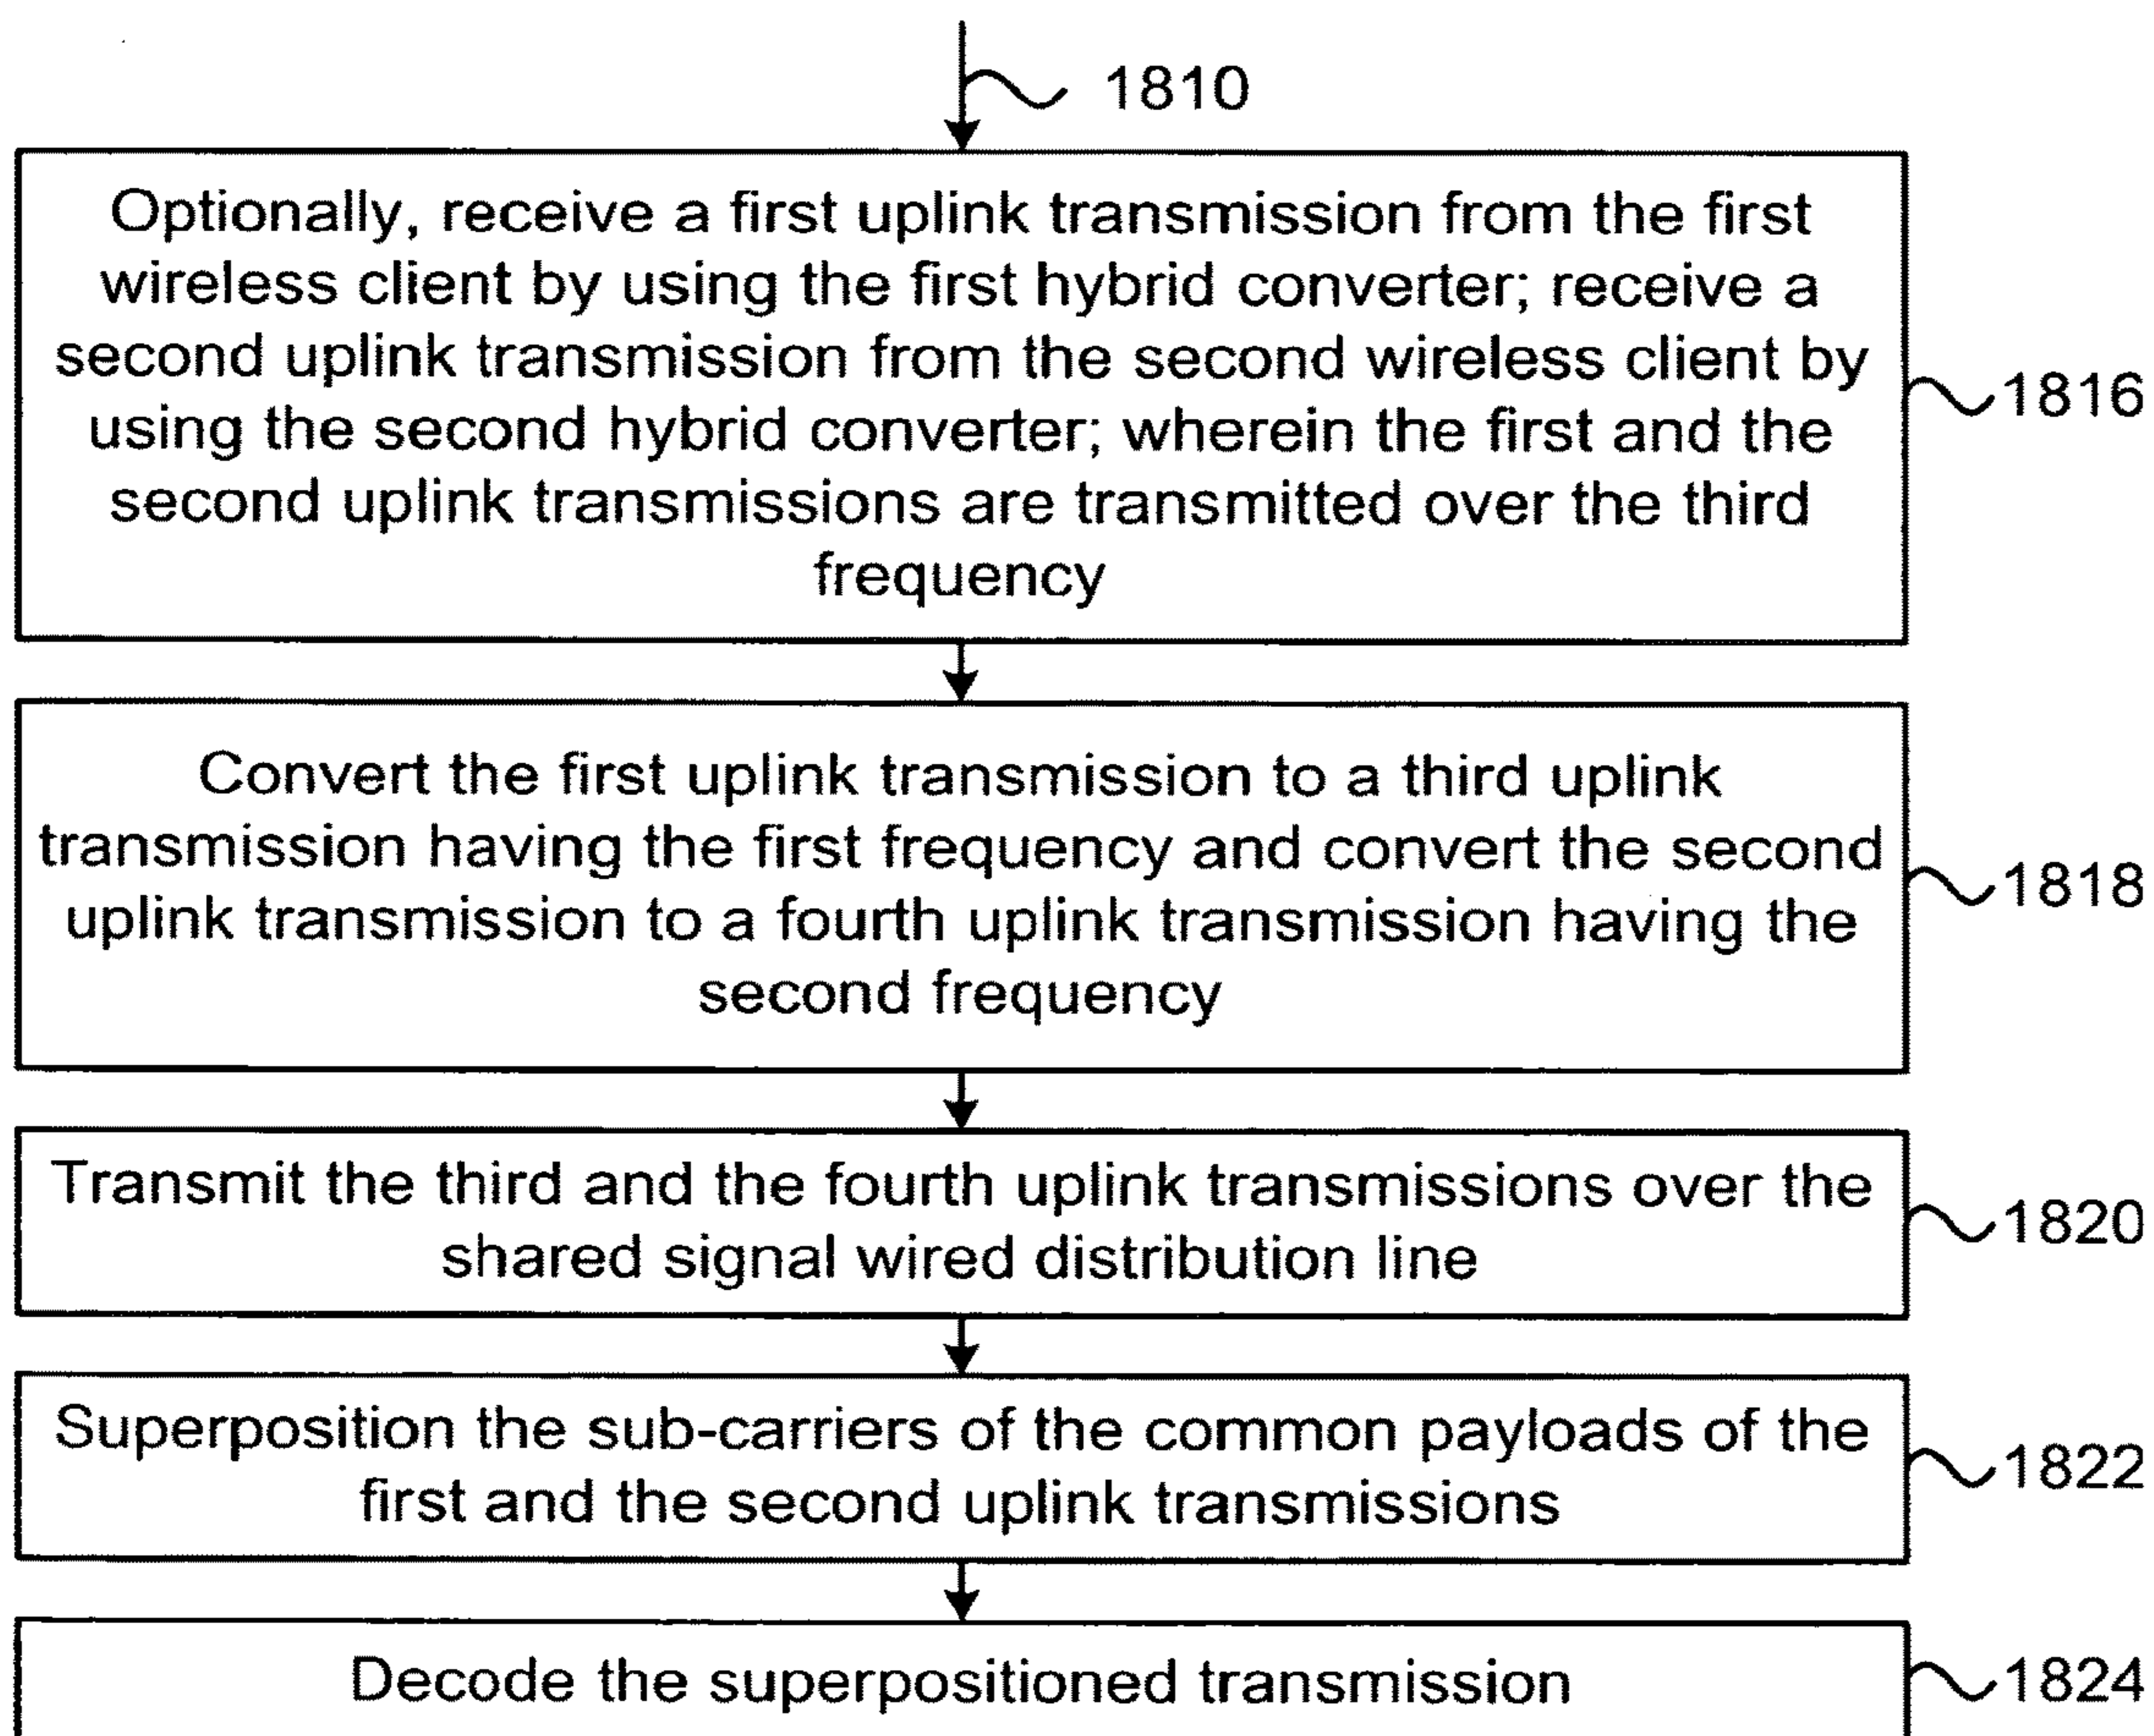 1810
Optionally, receive a first uplink transmission from the first
wireless client by using the first hybrid converter; receive a
second uplink transmission from the second wireless client by
using the second hybrid converter; wherein the first and the
second uplink transmissions are transmitted over the third
frequency
1816
Convert the first uplink transmission to a third uplink
transmission having the first frequency and convert the second
uplink transmission to a fourth uplink transmission having the
second frequency
1818
Transmit the third and the fourth uplink transmissions over the
shared signal wired distribution line
1820
Superposition the sub-carriers of the common payloads of the
first and the second uplink transmissions
1822
Decode the superpositioned transmission
1824